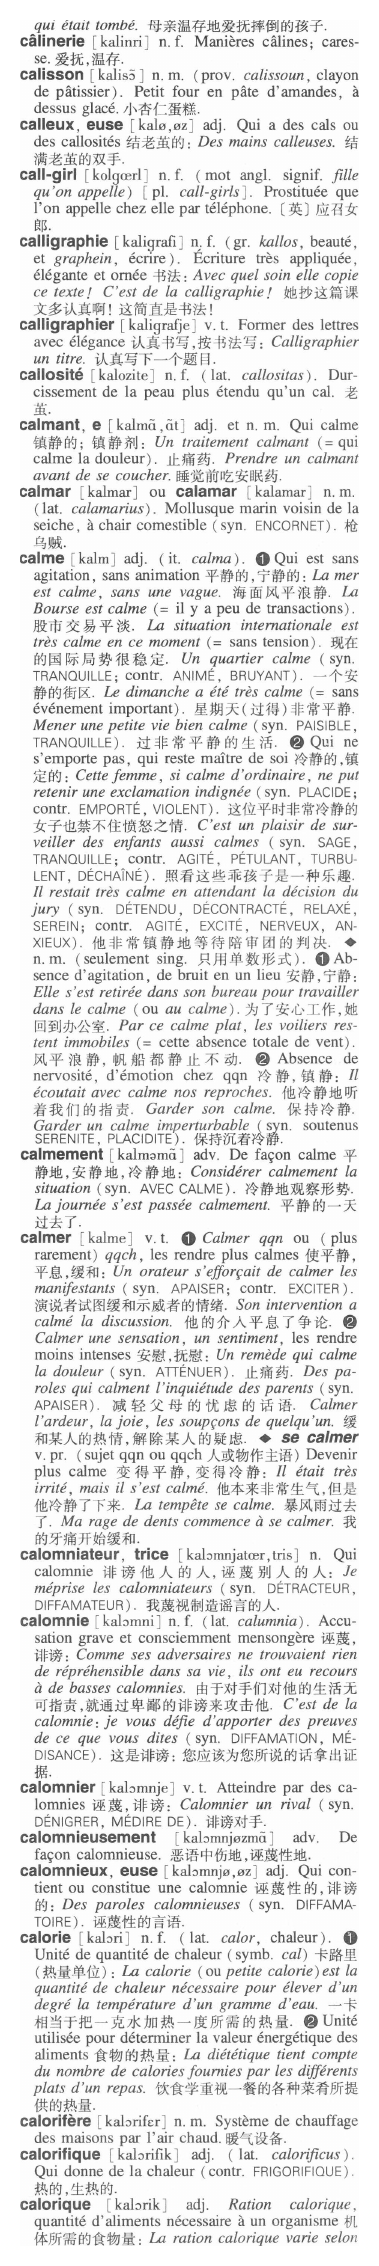 qui était tombé. 母亲温存地爱抚摔倒的孩子.
câlinerie [kalinri] n. f. Manières câlines; cares-
se. 爱抚,温存.
calisson [kalisɔ̃] n. m. (prov. calissoun, clayon
de pâtissier). Petit four en pâte d'amandes, à
dessus glacé. 小杏仁蛋糕.
calleux, euse [kalø,øz] adj. Qui a des cals ou
des callosités 结老茧的: Des mains calleuses. 结
满老茧的双手.
call-girl [kolgœrl] n. f. (mot angl. signif. fille
qu'on appelle) [pl. call-girls]. Prostituée que
l'on appelle chez elle par téléphone. [英] 应召女
郎.
calligraphie [kaligrafi] n. f. (gr. kallos, beauté,
et graphein, écrire). Écriture très appliquée,
élégante et ornée 书法: Avec quel soin elle copie
ce texte! C'est de la calligraphie! 她抄这篇课
文多认真啊! 这简直是书法!
calligraphier [kaligrafje] v. t. Former des lettres
avec élégance 认真书写,按书法写: Calligraphier
un titre. 认真写下一个题目.
callosité [kalozite] n. f. (lat. callositas). Dur-
cissement de la peau plus étendu qu'un cal. 老
茧.
calmant, e [kalmɑ̃,ɑ̃t] adj. et n. m. Qui calme
镇静的; 镇静剂: Un traitement calmant (= qui
calme la douleur). 止痛药. Prendre un calmant
avant de se coucher. 睡觉前吃安眠药.
calmar [kalmar] ou calamar [kalamar] n. m.
(lat. calamarius). Mollusque marin voisin de la
seiche, à chair comestible (syn. ENCORNET). 枪
乌贼.
calme [kalm] adj. (it. calma). ❶ Qui est sans
agitation, sans animation 平静的,宁静的: La mer
est calme, sans une vague. 海面风平浪静. La
Bourse est calme (= il y a peu de transactions).
股市交易平淡. La situation internationale est
très calme en ce moment (= sans tension). 现在
的国际局势很稳定. Un quartier calme (syn.
TRANQUILLE; contr. ANIMÉ, BRUYANT). 一个安
静的街区. Le dimanche a été très calme (= sans
événement important). 星期天(过得)非常平静.
Mener une petite vie bien calme (syn. PAISIBLE,
TRANQUILLE). 过非常平静的生活. ❷ Qui ne
s'emporte pas, qui reste maître de soi 冷静的,镇
定的: Cette femme, si calme d'ordinaire, ne put
retenir une exclamation indignée (syn. PLACIDE;
contr. EMPORTÉ, VIOLENT). 这位平时非常冷静的
女子也禁不住愤怒之情. C'est un plaisir de sur-
veiller des enfants aussi calmes (syn. SAGE,
TRANQUILLE; contr. AGITÉ, PÉTULANT, TURBU-
LENT, DÉCHAÎNÉ). 照看这些乖孩子是一种乐趣.
Il restait très calme en attendant la décision du
jury (syn. DÉTENDU, DÉCONTRACTÉ, RELAXÉ,
SEREIN; contr. AGITÉ, EXCITÉ, NERVEUX, AN-
XIEUX). 他非常镇静地等待陪审团的判决. ◆
n. m. (seulement sing. 只用单数形式). ❶ Ab-
sence d'agitation, de bruit en un lieu 安静,宁静:
Elle s'est retirée dans son bureau pour travailler
dans le calme (ou au calme). 为了安心工作,她
回到办公室. Par ce calme plat, les voiliers res-
tent immobiles (= cette absence totale de vent).
风平浪静,帆船都静止不动. ❷ Absence de
nervosité, d'émotion chez qqn 冷静,镇静: Il
écoutait avec calme nos reproches. 他冷静地听
着我们的指责. Garder son calme. 保持冷静.
Garder un calme imperturbable (syn. soutenus
SERENITE, PLACIDITE). 保持沉着冷静.
calmement [kalməmɑ̃] adv. De façon calme 平
静地,安静地,冷静地: Considérer calmement la
situation (syn. AVEC CALME). 冷静地观察形势.
La journée s'est passée calmement. 平静的一天
过去了.
calmer [kalme] v. t. ❶ Calmer qqn ou (plus
rarement) qqch, les rendre plus calmes 使平静,
平息,缓和: Un orateur s'efforçait de calmer les
manifestants (syn. APAISER; contr. EXCITER).
演说者试图缓和示威者的情绪. Son intervention a
calmé la discussion. 他的介入平息了争论. ❷
Calmer une sensation, un sentiment, les rendre
moins intenses 安慰,抚慰: Un remède qui calme
la douleur (syn. ATTÉNUER). 止痛药. Des pa-
roles qui calment l'inquiétude des parents (syn.
APAISER). 减轻父母的忧虑的话语. Calmer
l'ardeur, la joie, les soupçons de quelqu'un. 缓
和某人的热情,解除某人的疑虑. ◆ se calmer
v. pr. (sujet qqn ou qqch 人或物作主语) Devenir
plus calme 变得平静,变得冷静: Il était très
irrité, mais il s'est calmé. 他本来非常生气,但是
他冷静了下来. La tempête se calme. 暴风雨过去
了. Ma rage de dents commence à se calmer. 我
的牙痛开始缓和.
calomniateur, trice [kalɔmnjatœr,tris] n. Qui
calomnie 诽谤他人的人,诬蔑别人的人: Je
méprise les calomniateurs (syn. DÉTRACTEUR,
DIFFAMATEUR). 我蔑视制造谣言的人.
calomnie [kalɔmni] n. f. (lat. calumnia). Accu-
sation grave et consciemment mensongère 诬蔑,
诽谤: Comme ses adversaires ne trouvaient rien
de répréhensible dans sa vie, ils ont eu recours
à de basses calomnies. 由于对手们对他的生活无
可指责,就通过卑鄙的诽谤来攻击他. C'est de la
calomnie: je vous défie d'apporter des preuves
de ce que vous dites (syn. DIFFAMATION, MÉ-
DISANCE). 这是诽谤: 您应该为您所说的话拿出证
据.
calomnier [kalɔmnje] v. t. Atteindre par des ca-
lomnies 诬蔑,诽谤: Calomnier un rival (syn.
DÉNIGRER, MÉDIRE DE). 诽谤对手.
calomnieusement [kalɔmnjøzmɑ̃] adv. De
façon calomnieuse. 恶语中伤地,诬蔑性地.
calomnieux, euse [kalɔmnjø,øz] adj. Qui con-
tient ou constitue une calomnie 诬蔑性的,诽谤
的: Des paroles calomnieuses (syn. DIFFAMA-
TOIRE). 诬蔑性的言语.
calorie [kalɔri] n. f. (lat. calor, chaleur). ❶
Unité de quantité de chaleur (symb. cal) 卡路里
(热量单位): La calorie (ou petite calorie) est la
quantité de chaleur nécessaire pour élever d'un
degré la température d'un gramme d'eau. 一卡
相当于把一克水加热一度所需的热量. ❷ Unité
utilisée pour déterminer la valeur énergétique des
aliments 食物的热量: La diététique tient compte
du nombre de calories fournies par les différents
plats d'un repas. 饮食学重视一餐的各种菜肴所提
供的热量.
calorifère [kalɔrifɛr] n. m. Système de chauffage
des maisons par l'air chaud. 暖气设备.
calorifique [kalɔrifik] adj. (lat. calorificus).
Qui donne de la chaleur (contr. FRIGORIFIQUE).
热的,生热的.
calorique [kalɔrik] adj. Ration calorique,
quantité d'aliments nécessaire à un organisme 机
体所需的食物量: La ration calorique varie selon